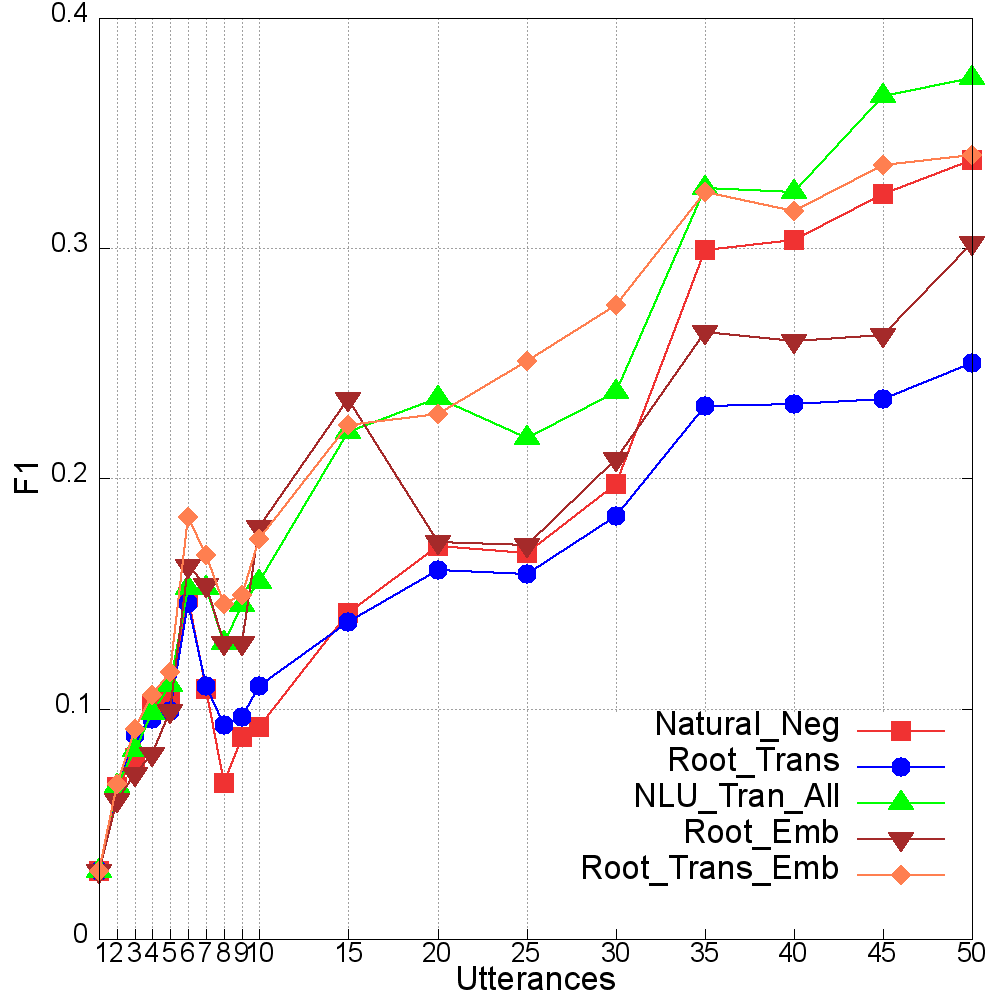 0.4
0.3
0.2
0.1
0
F1
1 2 3 4 5 6 7 8 9 10 15 20 25 30 35 40 45 50
Utterances
Natural_Neg
Root_Trans
NLU_Tran_All
Root_Emb
Root_Trans_Emb